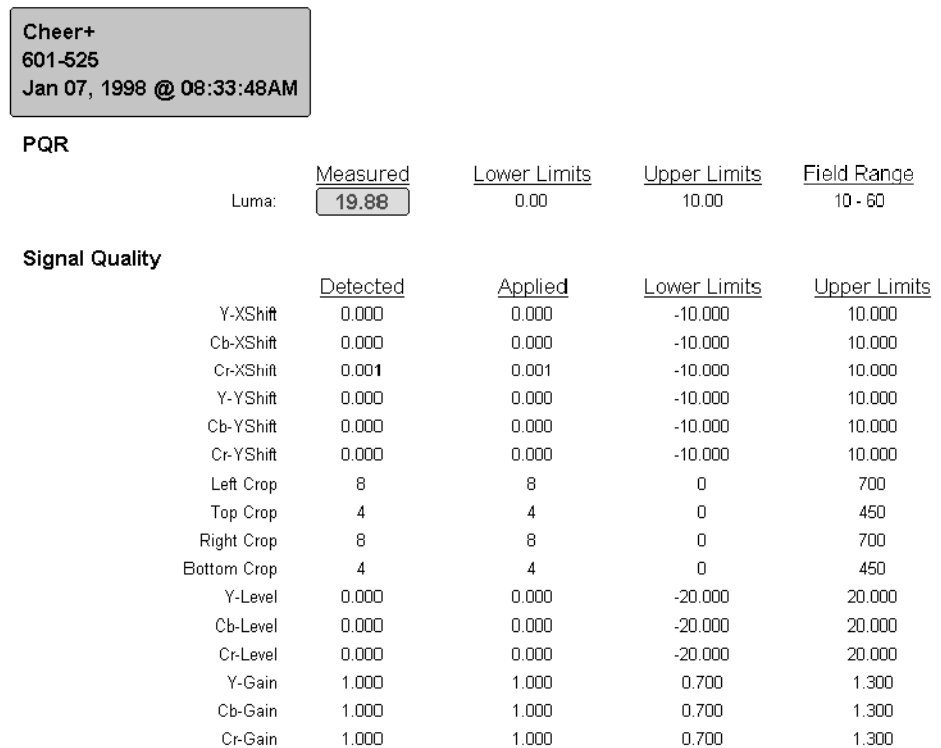 Cheer+
601-525
Jan 07, 1998 @ 08:33:48AM
PQR
Measured Lower Limits Upper Limits Field Range
Luma: 19.88 0.00 10.00 10 - 60
Signal Quality
Detected Applied Lower Limits Upper Limits
Y-XShift 0.000 0.000 -10.000 10.000
Cb-XShift 0.000 0.000 -10.000 10.000
Cr-XShift 0.001 0.001 -10.000 10.000
Y-YShift 0.000 0.000 -10.000 10.000
Cb-YShift 0.000 0.000 -10.000 10.000
Cr-YShift 0.000 0.000 -10.000 10.000
Left Crop 8 8 0 700
Top Crop 4 4 0 450
Right Crop 8 8 0 700
Bottom Crop 4 4 0 450
Y-Level 0.000 0.000 -20.000 20.000
Cb-Level 0.000 0.000 -20.000 20.000
Cr-Level 0.000 0.000 -20.000 20.000
Y-Gain 1.000 1.000 0.700 1.300
Cb-Gain 1.000 1.000 0.700 1.300
Cr-Gain 1.000 1.000 0.700 1.300